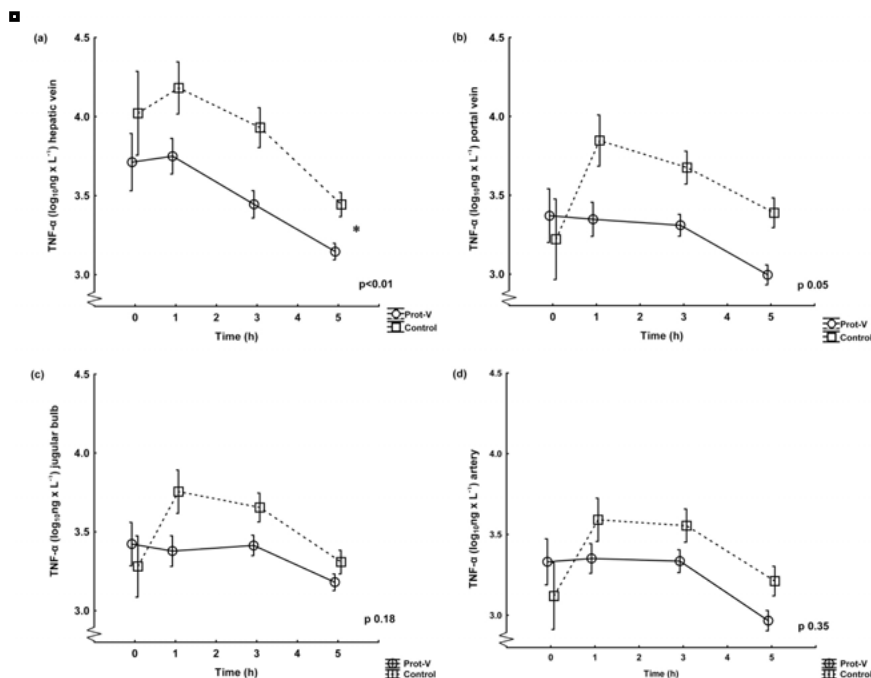 (a)
TNF-α (log₁₀ng x L⁻¹) hepatic vein
4.5
4.0
3.5
3.0
*
p<0.01
0 1 2 3 4 5
Time (h)
Prot-V
Control
(b)
TNF-α (log₁₀ng x L⁻¹) portal vein
4.5
4.0
3.5
3.0
p 0.05
0 1 2 3 4 5
Time (h)
Prot-V
Control
(c)
TNF-α (log₁₀ng x L⁻¹) jugular bulb
4.5
4.0
3.5
3.0
p 0.18
0 1 2 3 4 5
Time (h)
Prot-V
Control
(d)
TNF-α (log₁₀ng x L⁻¹) artery
4.5
4.0
3.5
3.0
p 0.35
0 1 2 3 4 5
Time (h)
Prot-V
Control